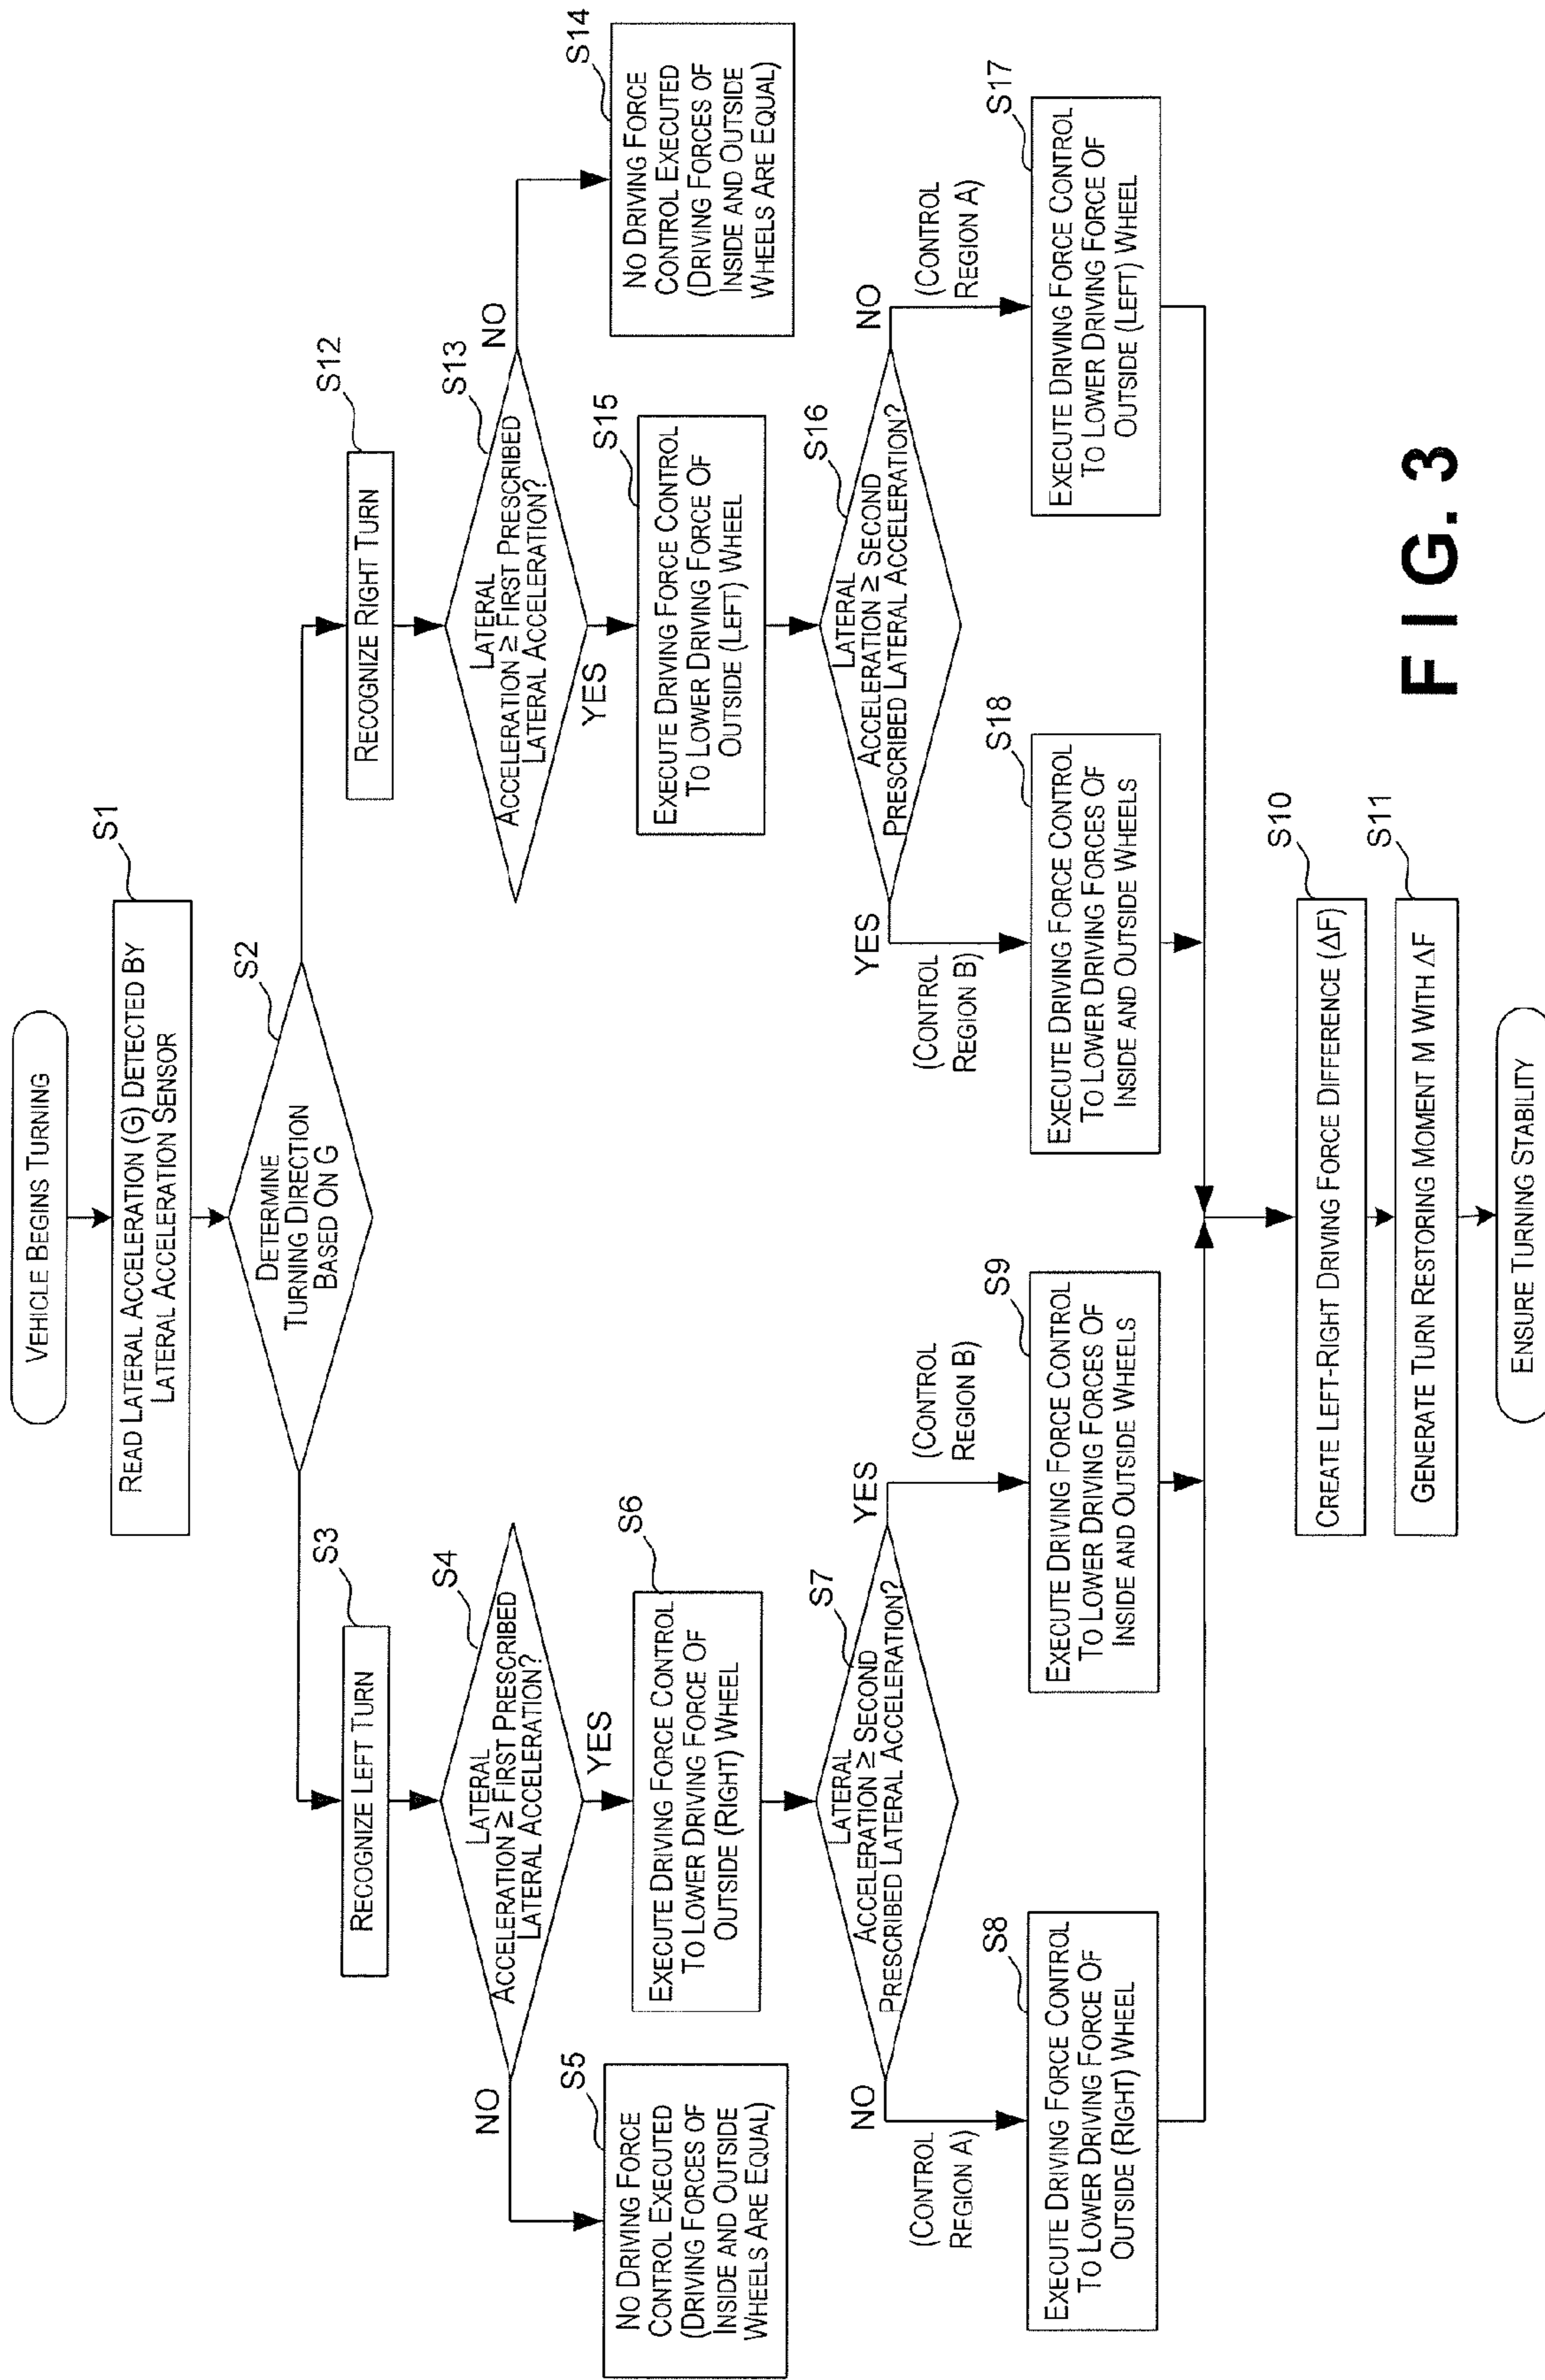 VEHICLE BEGINS TURNING
S1
READ LATERAL ACCELERATION (G) DETECTED BY
LATERAL ACCELERATION SENSOR
S2
DETERMINE
TURNING DIRECTION
BASED ON G
S3
RECOGNIZE LEFT TURN
S4
LATERAL
ACCELERATION ≥ FIRST PRESCRIBED
LATERAL ACCELERATION?
NO
YES
S5
NO DRIVING FORCE
CONTROL EXECUTED
(DRIVING FORCES OF
INSIDE AND OUTSIDE
WHEELS ARE EQUAL)
S6
EXECUTE DRIVING FORCE CONTROL
TO LOWER DRIVING FORCE OF
OUTSIDE (RIGHT) WHEEL
S7
LATERAL
ACCELERATION ≥ SECOND
PRESCRIBED LATERAL ACCELERATION?
NO
YES
(CONTROL
REGION A)
(CONTROL
REGION B)
S8
EXECUTE DRIVING FORCE CONTROL
TO LOWER DRIVING FORCE OF
OUTSIDE (RIGHT) WHEEL
S9
EXECUTE DRIVING FORCE CONTROL
TO LOWER DRIVING FORCES OF
INSIDE AND OUTSIDE WHEELS
S12
RECOGNIZE RIGHT TURN
S13
LATERAL
ACCELERATION ≥ FIRST PRESCRIBED
LATERAL ACCELERATION?
YES
NO
S14
NO DRIVING FORCE
CONTROL EXECUTED
(DRIVING FORCES OF
INSIDE AND OUTSIDE
WHEELS ARE EQUAL)
S15
EXECUTE DRIVING FORCE CONTROL
TO LOWER DRIVING FORCE OF
OUTSIDE (LEFT) WHEEL
S16
LATERAL
ACCELERATION ≥ SECOND
PRESCRIBED LATERAL ACCELERATION?
YES
NO
(CONTROL
REGION B)
(CONTROL
REGION A)
S18
EXECUTE DRIVING FORCE CONTROL
TO LOWER DRIVING FORCES OF
INSIDE AND OUTSIDE WHEELS
S17
EXECUTE DRIVING FORCE CONTROL
TO LOWER DRIVING FORCE OF
OUTSIDE (LEFT) WHEEL
S10
CREATE LEFT-RIGHT DRIVING FORCE DIFFERENCE (ΔF)
S11
GENERATE TURN RESTORING MOMENT M WITH ΔF
ENSURE TURNING STABILITY
FIG. 3